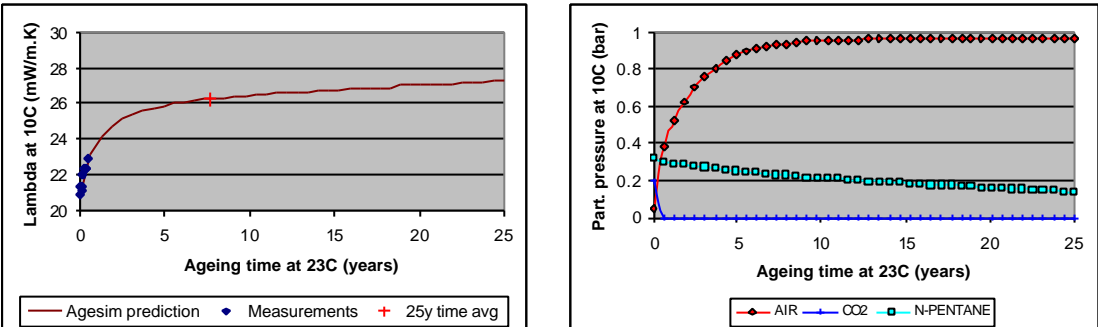 Lambda at 10C (mW/m.K)
30
28
26
24
22
20
0 5 10 15 20 25
Ageing time at 23C (years)
Agesim prediction Measurements 25y time avg
Part. pressure at 10C (bar)
1
0.8
0.6
0.4
0.2
0
0 5 10 15 20 25
Ageing time at 23C (years)
AIR CO2 N-PENTANE